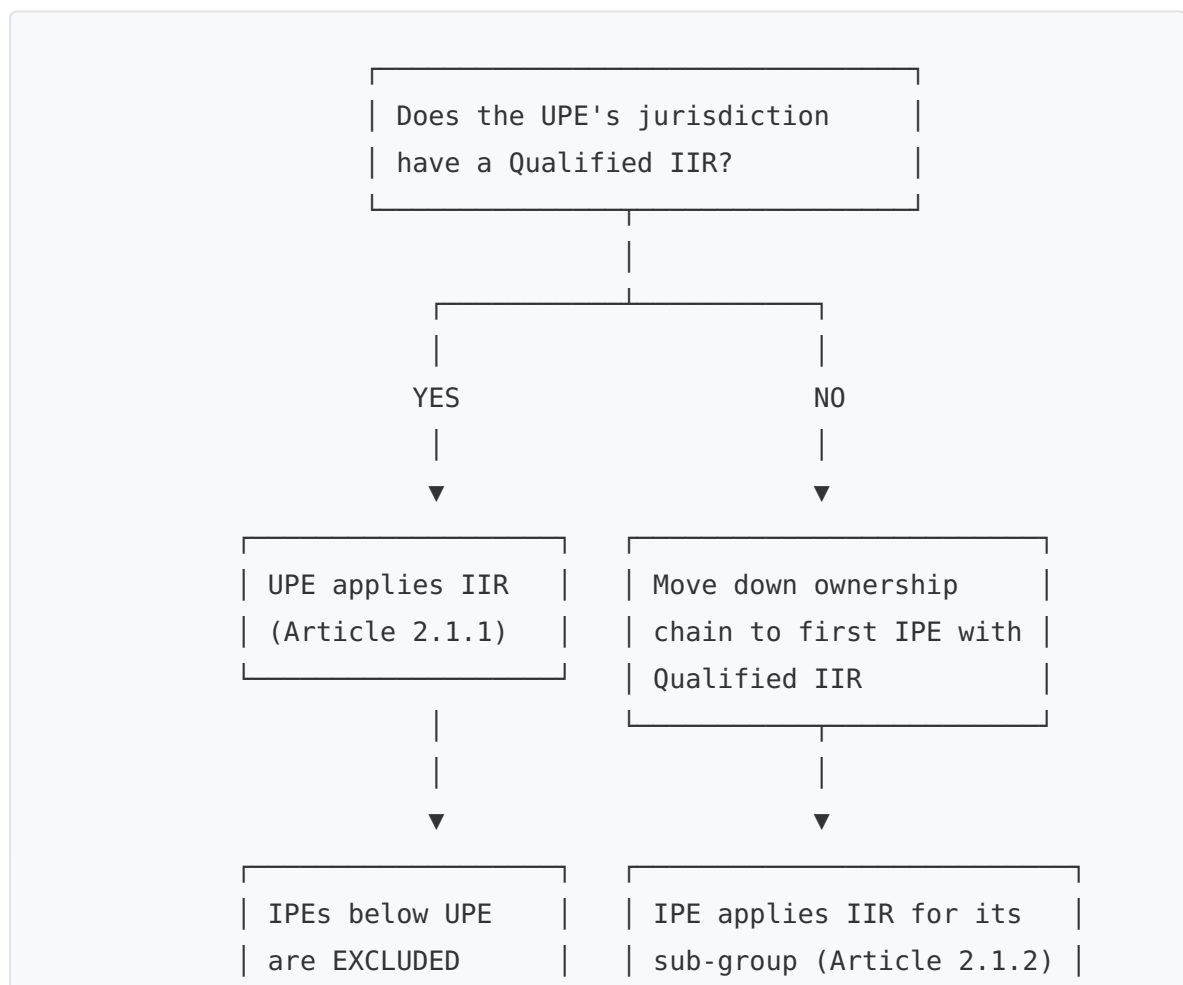 Does the UPE's jurisdiction
have a Qualified IIR?
YES
NO
UPE applies IIR
(Article 2.1.1)
Move down ownership
chain to first IPE with
Qualified IIR
IPEs below UPE
are EXCLUDED
IPE applies IIR for its
sub-group (Article 2.1.2)